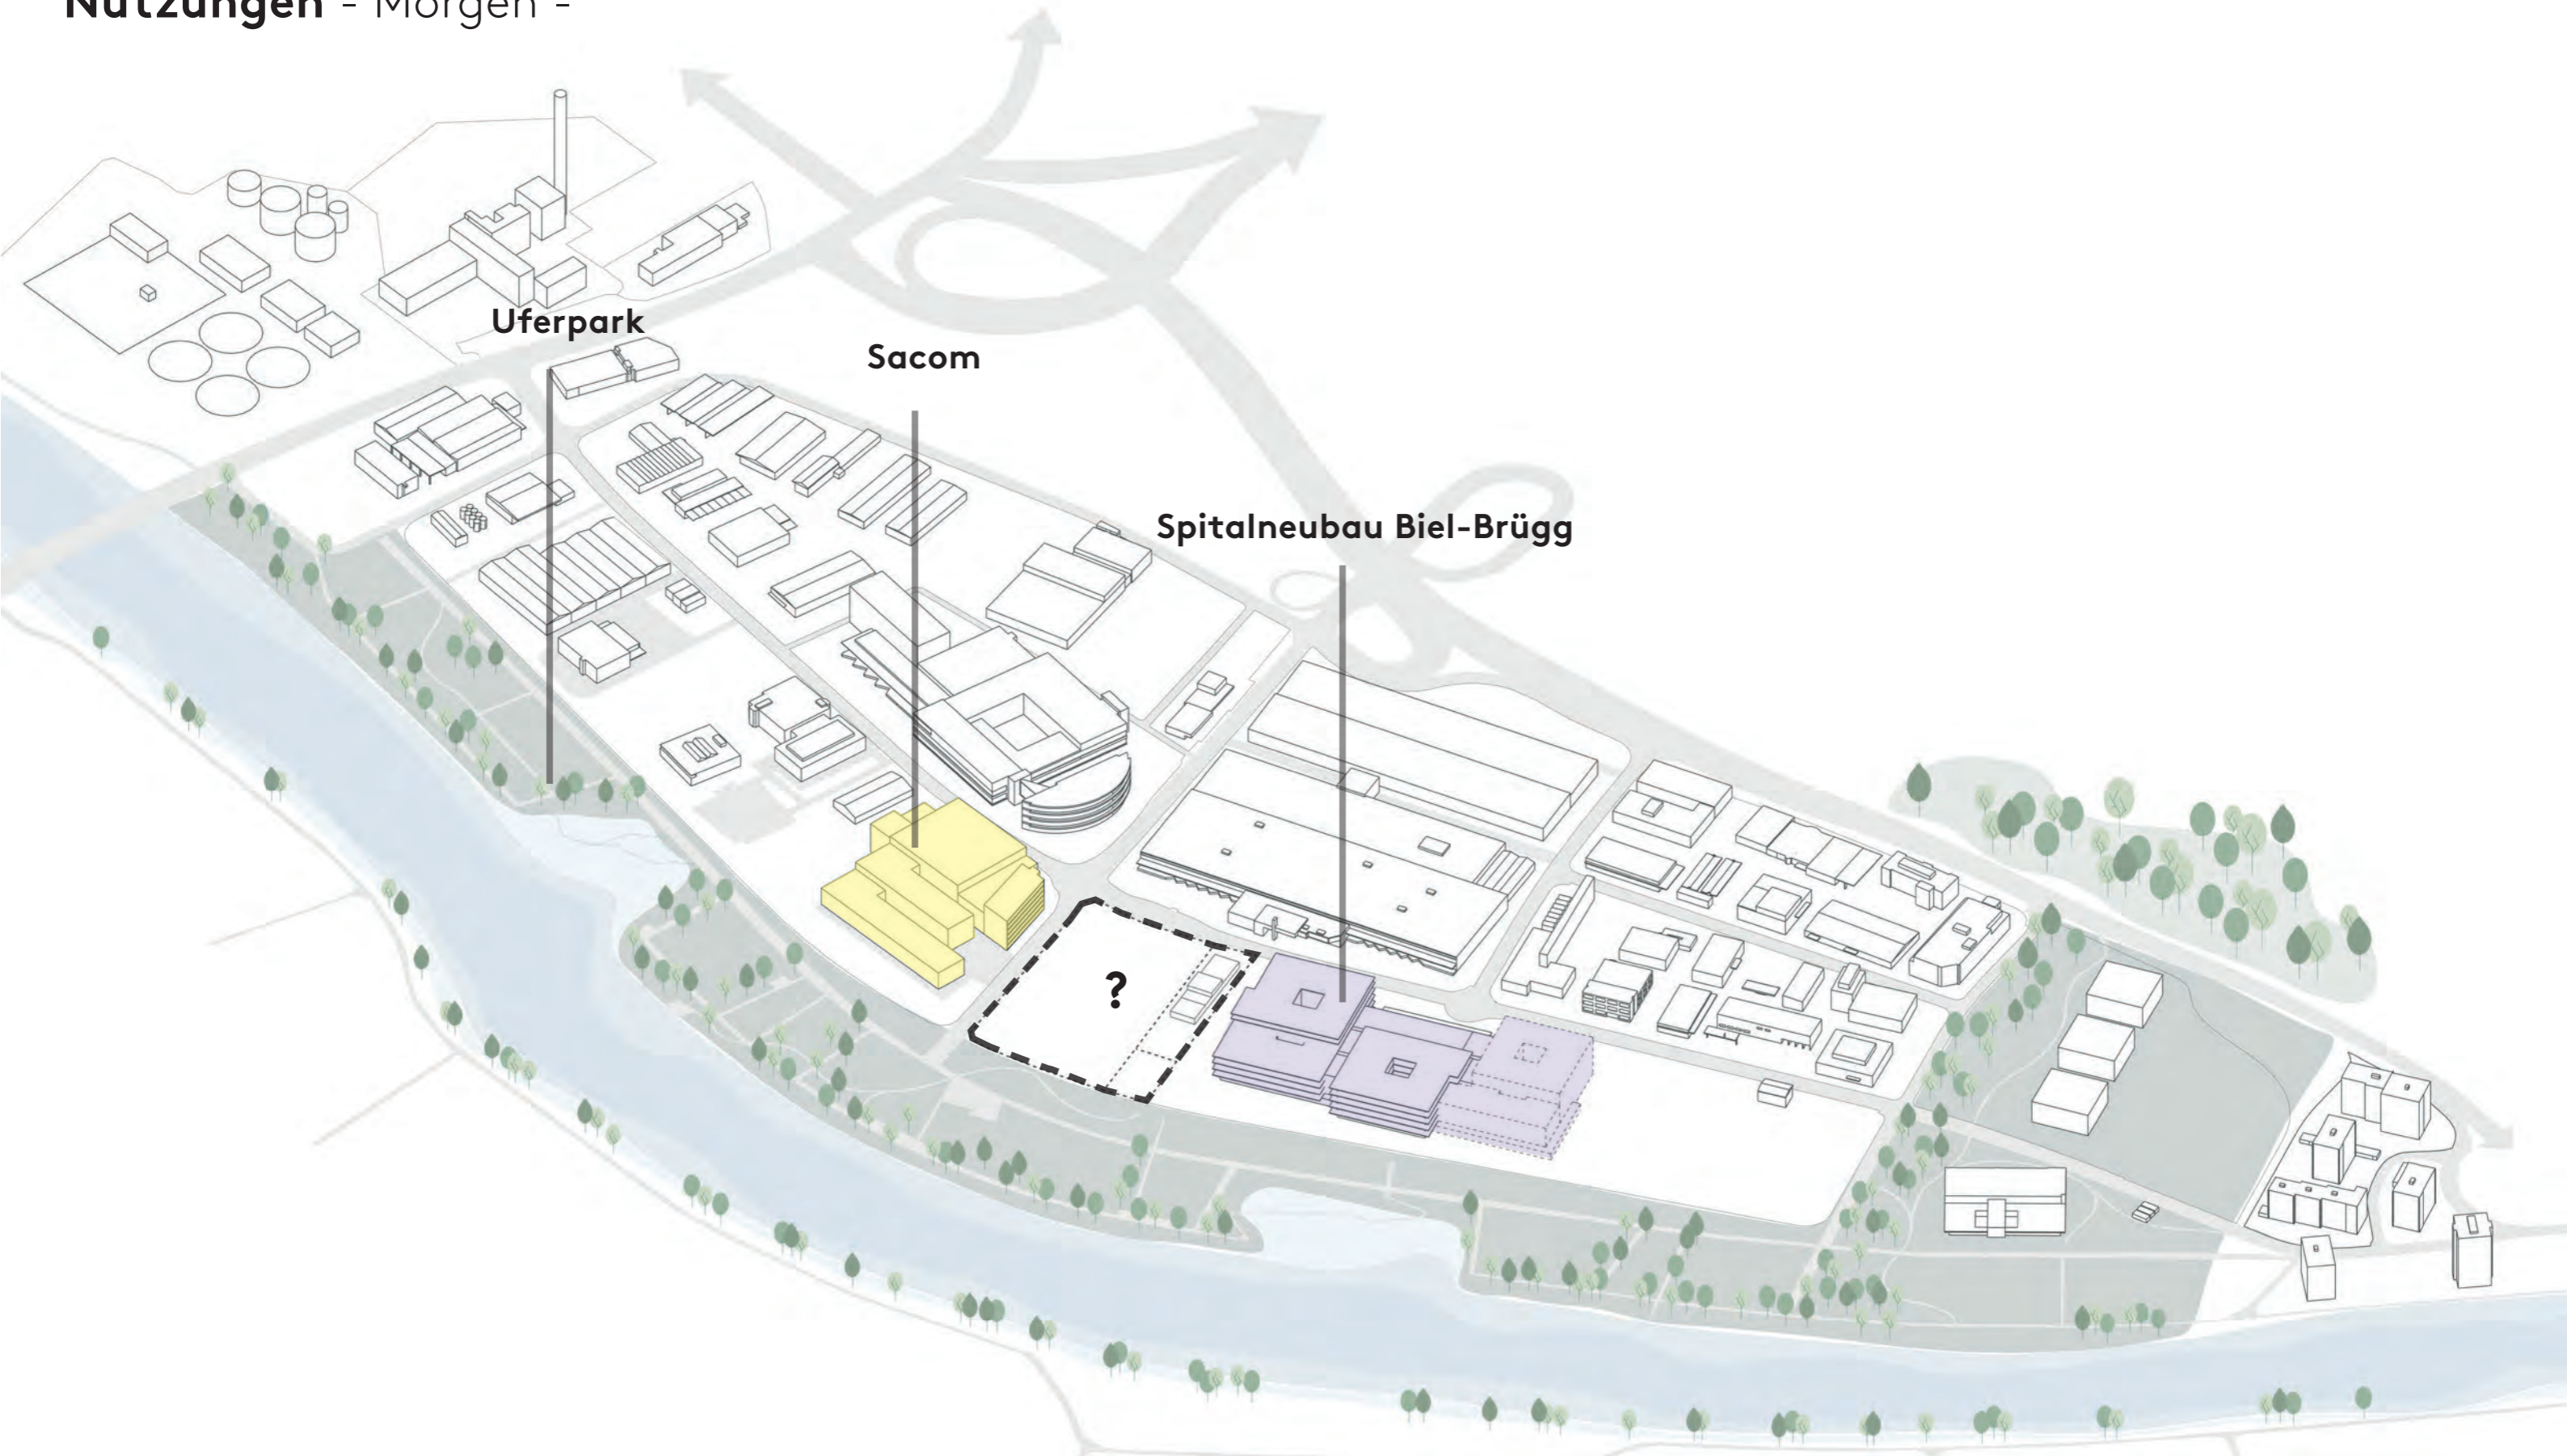 Nutzungen - Morgen -
Uferpark
Sacom
Spitalneubau Biel-Brügg
?